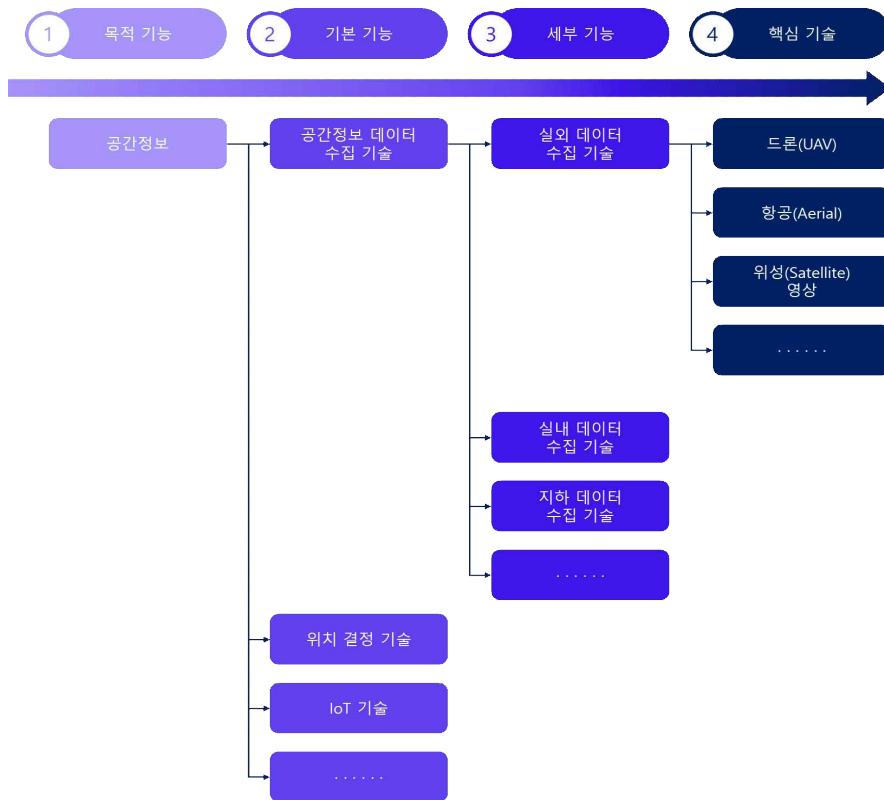 1 목적 기능
2 기본 기능
3 세부 기능
4 핵심 기술
공간정보
공간정보 데이터
수집 기술
실외 데이터
수집 기술
드론(UAV)
항공(Aerial)
위성(Satellite)
영상
· · · · · ·
실내 데이터
수집 기술
지하 데이터
수집 기술
· · · · · ·
위치 결정 기술
IoT 기술
· · · · · ·